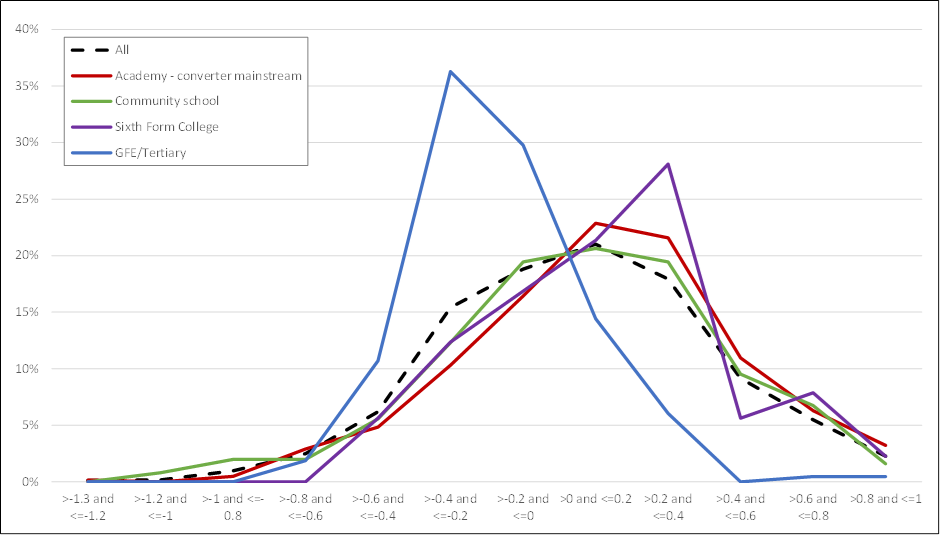 40%
All
Academy - converter mainstream
35%
Community school
Sixth Form College
30%
GFE/Tertiary
25%
20%
15%
10%
5%
0%
>-1.3 and >-1.2 and >-1 and <=- >-0.8 and >-0.6 and >-0.4 and >-0.2 and >0 and <=0.2 >0.2 and >0.4 and >0.6 and >0.8 and <=1
<=-1.2 <=-1 0.8 <=-0.6 <=-0.4 <=-0.2 <=0 <=0.4 <=0.6 <=0.8